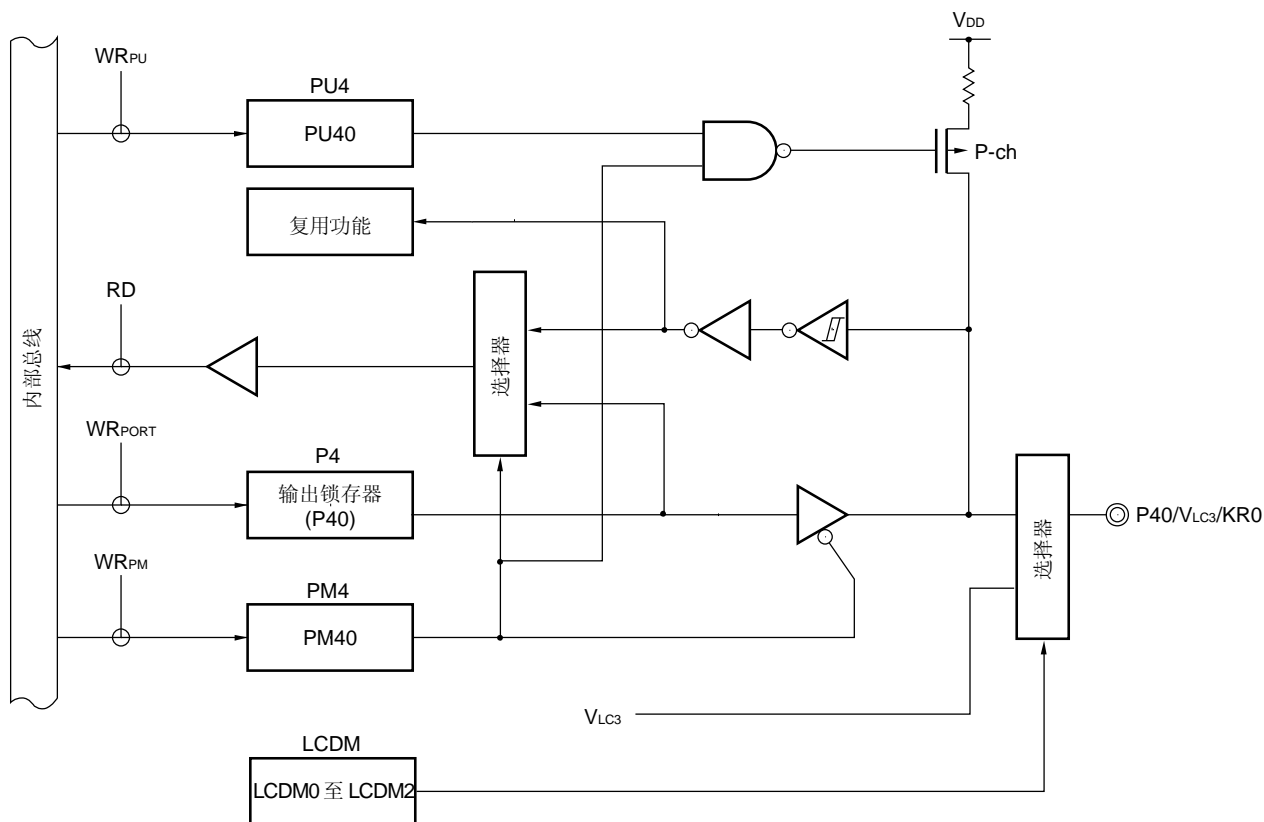 VDD
WRPU
PU4
PU40
P-ch
复用功能
RD
内部总线
选择器
WRPORT
P4
输出锁存器
(P40)
P40/VLC3/KR0
选择器
WRPM
PM4
PM40
VLC3
LCDM
LCDM0 至 LCDM2